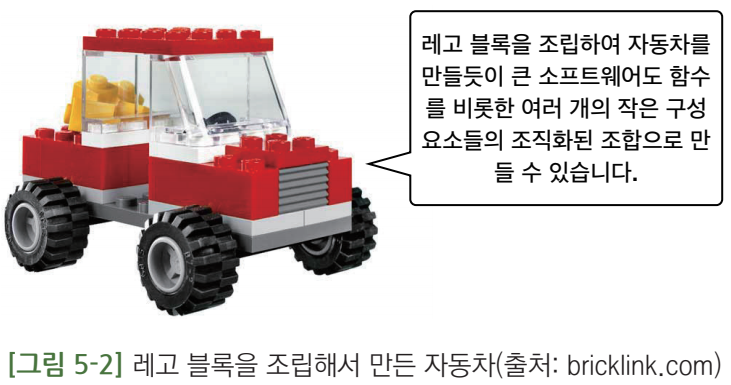 레고 블록을 조립하여 자동차를
만들듯이 큰 소프트웨어도 함수
를 비롯한 여러 개의 작은 구성
요소들의 조직화된 조합으로 만
들 수 있습니다.
[그림 5-2] 레고 블록을 조립해서 만든 자동차(출처: bricklink.com)